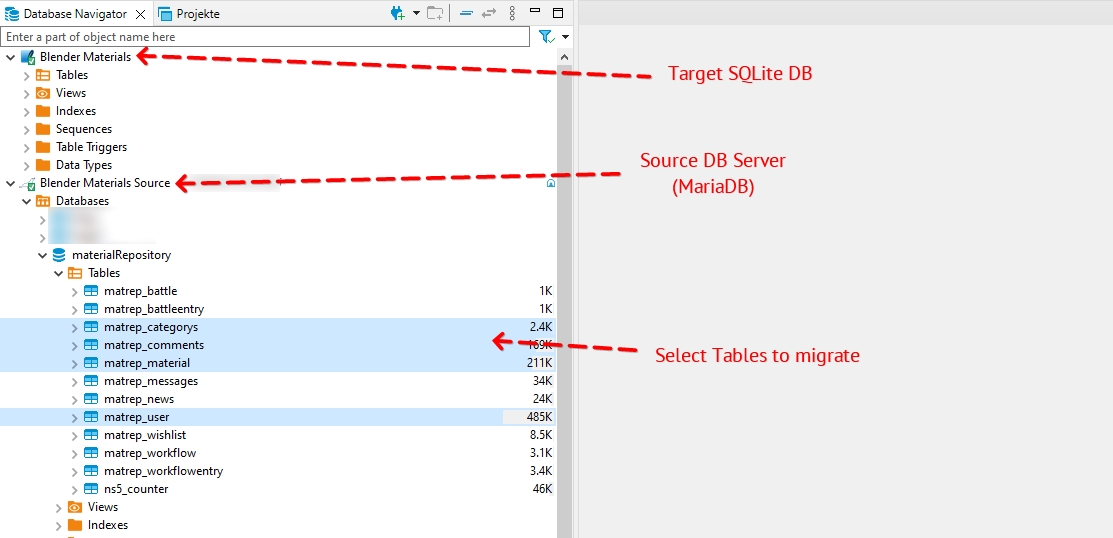 Database Navigator
Projekte
Enter a part of object name here
Blender Materials
Target SQLite DB
Tables
Views
Indexes
Sequences
Table Triggers
Data Types
Source DB Server
(MariaDB)
Blender Materials Source
Databases
materialRepository
Tables
matrep_battle 1K
matrep_battleentry 1K
matrep_categorys 2.4K
matrep_comments 169K
Select Tables to migrate
matrep_material 211K
matrep_messages 34K
matrep_news 24K
matrep_user 485K
matrep_wishlist 8.5K
matrep_workflow 3.1K
matrep_workflowentry 3.4K
ns5_counter 46K
Views
Indexes